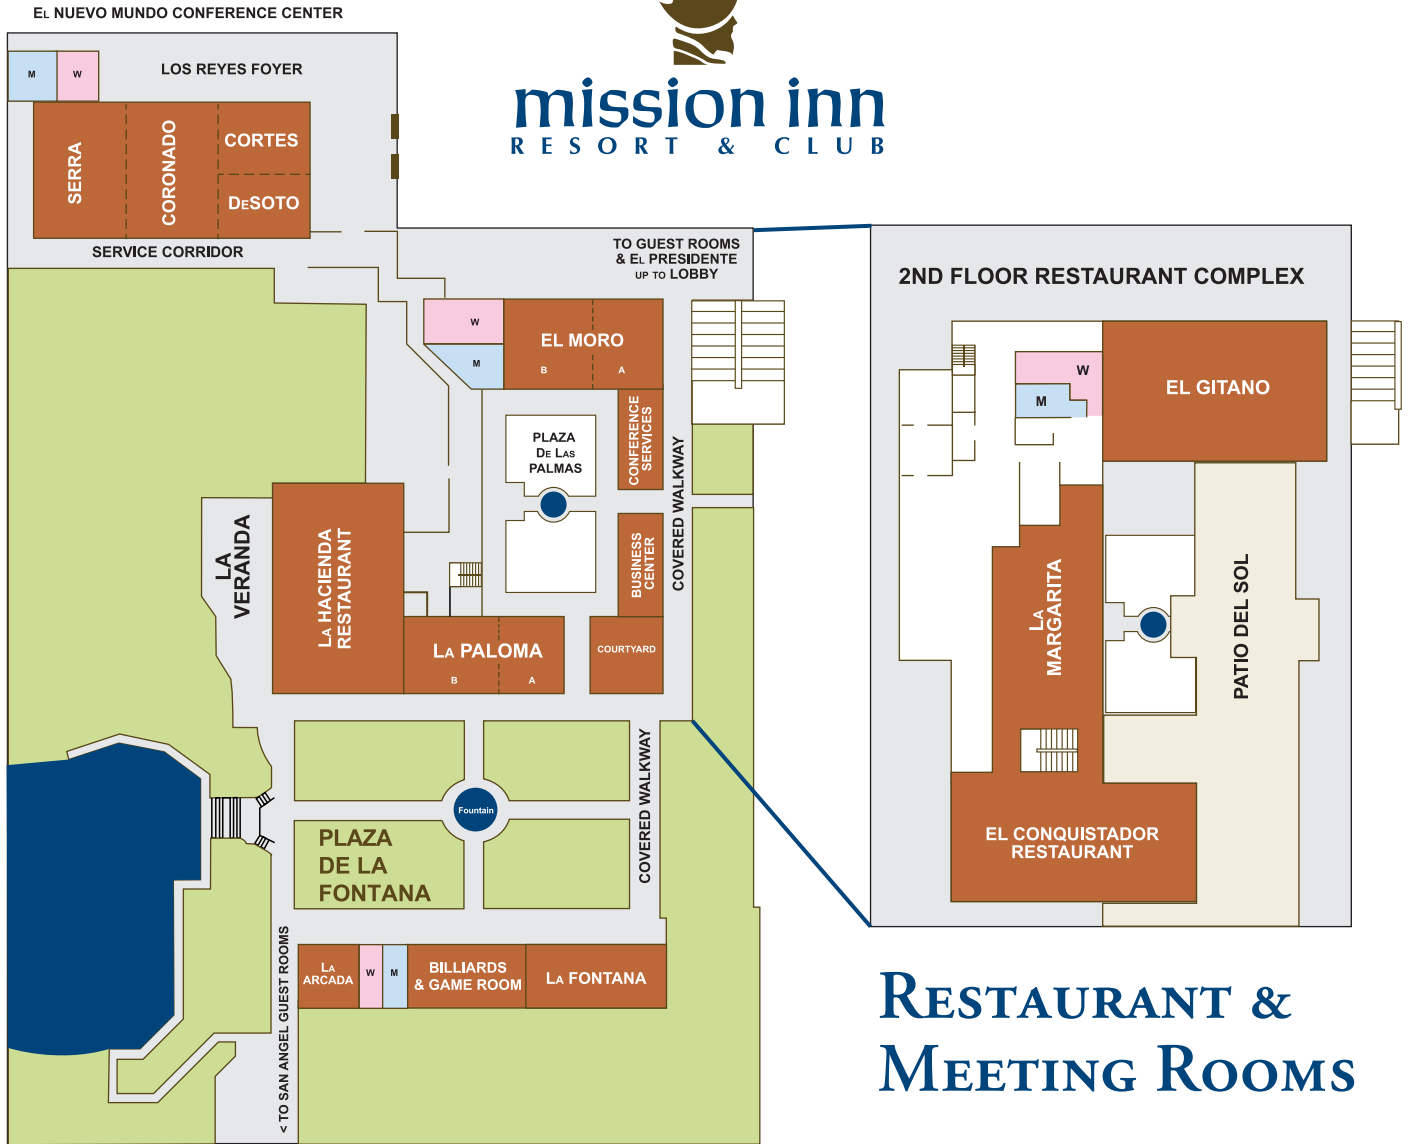 EL NUEVO MUNDO CONFERENCE CENTER
M
W
LOS REYES FOYER
SERRA
CORONADO
CORTES
DESOTO
SERVICE CORRIDOR
mission inn
RESORT & CLUB
TO GUEST ROOMS
& EL PRESIDENTE
UP TO LOBBY
W
M
EL MORO
B
A
CONFERENCE
SERVICES
PLAZA
DE LAS
PALMAS
COVERED WALKWAY
BUSINESS
CENTER
LA
VERANDA
LA HACIENDA
RESTAURANT
LA PALOMA
B
A
COURTYARD
Fountain
PLAZA
DE LA
FONTANA
COVERED WALKWAY
LA
ARCADA
W
M
BILLIARDS
& GAME ROOM
LA FONTANA
< TO SAN ANGEL GUEST ROOMS
2ND FLOOR RESTAURANT COMPLEX
W
M
EL GITANO
LA
MARGARITA
PATIO DEL SOL
EL CONQUISTADOR
RESTAURANT
RESTAURANT &
MEETING ROOMS